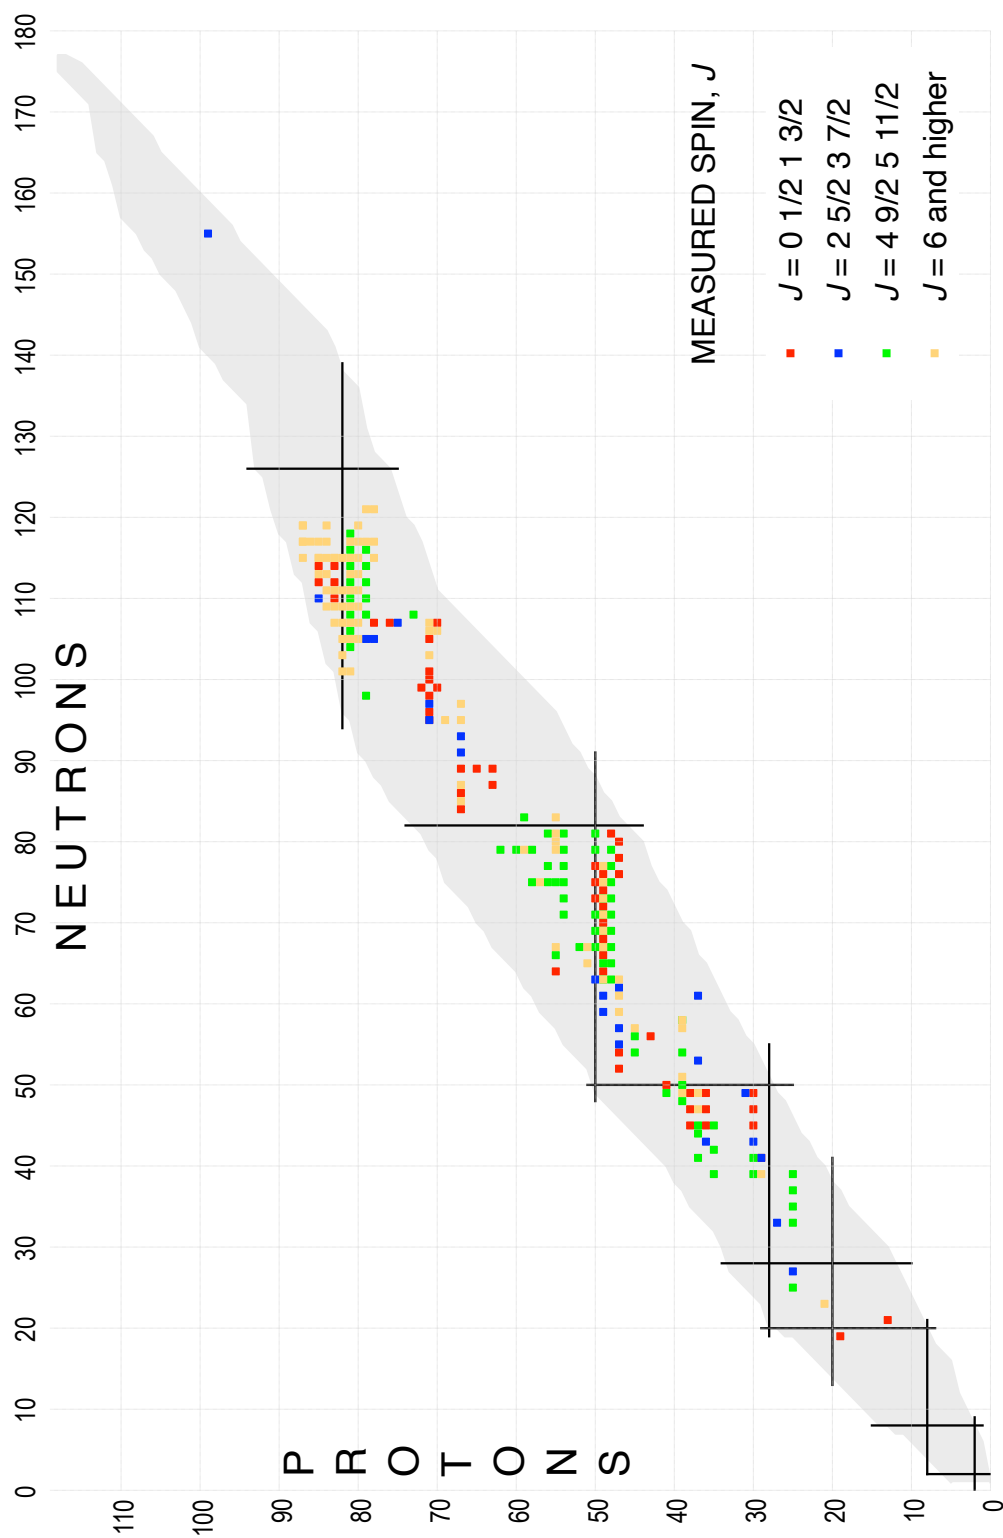 NEUTRONS
0 10 20 30 40 50 60 70 80 90 100 110 120 130 140 150 160 170 180
PROTONS
110
100
90
80
70
60
50
40
30
20
10
0
MEASURED SPIN, J
J = 0 1/2 1 3/2
J = 2 5/2 3 7/2
J = 4 9/2 5 11/2
J = 6 and higher